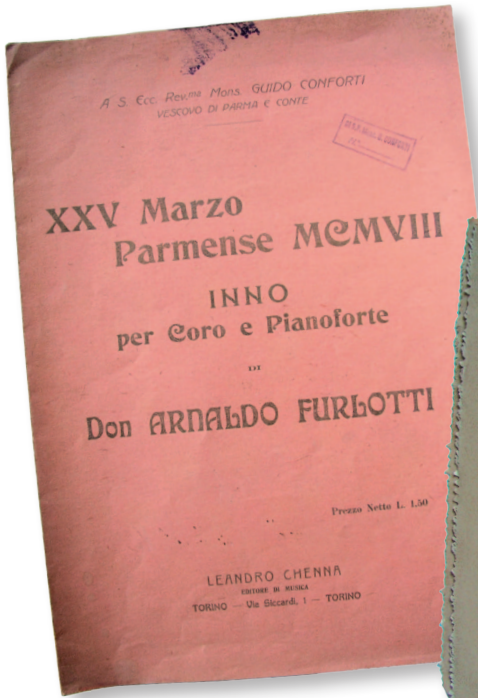 A S. Ecc. Rev.ma Mons. GUIDO CONFORTI
VESCOVO DI PARMA E CONTE
XXV Marzo
Parmense MCMVIII
INNO
per Coro e Pianoforte
DI
Don ARNALDO FURLOTTI
Prezzo Netto L. 1,50
LEANDRO CHENNA
EDITORE DI MUSICA
TORINO — Via Siccardi, 1 — TORINO